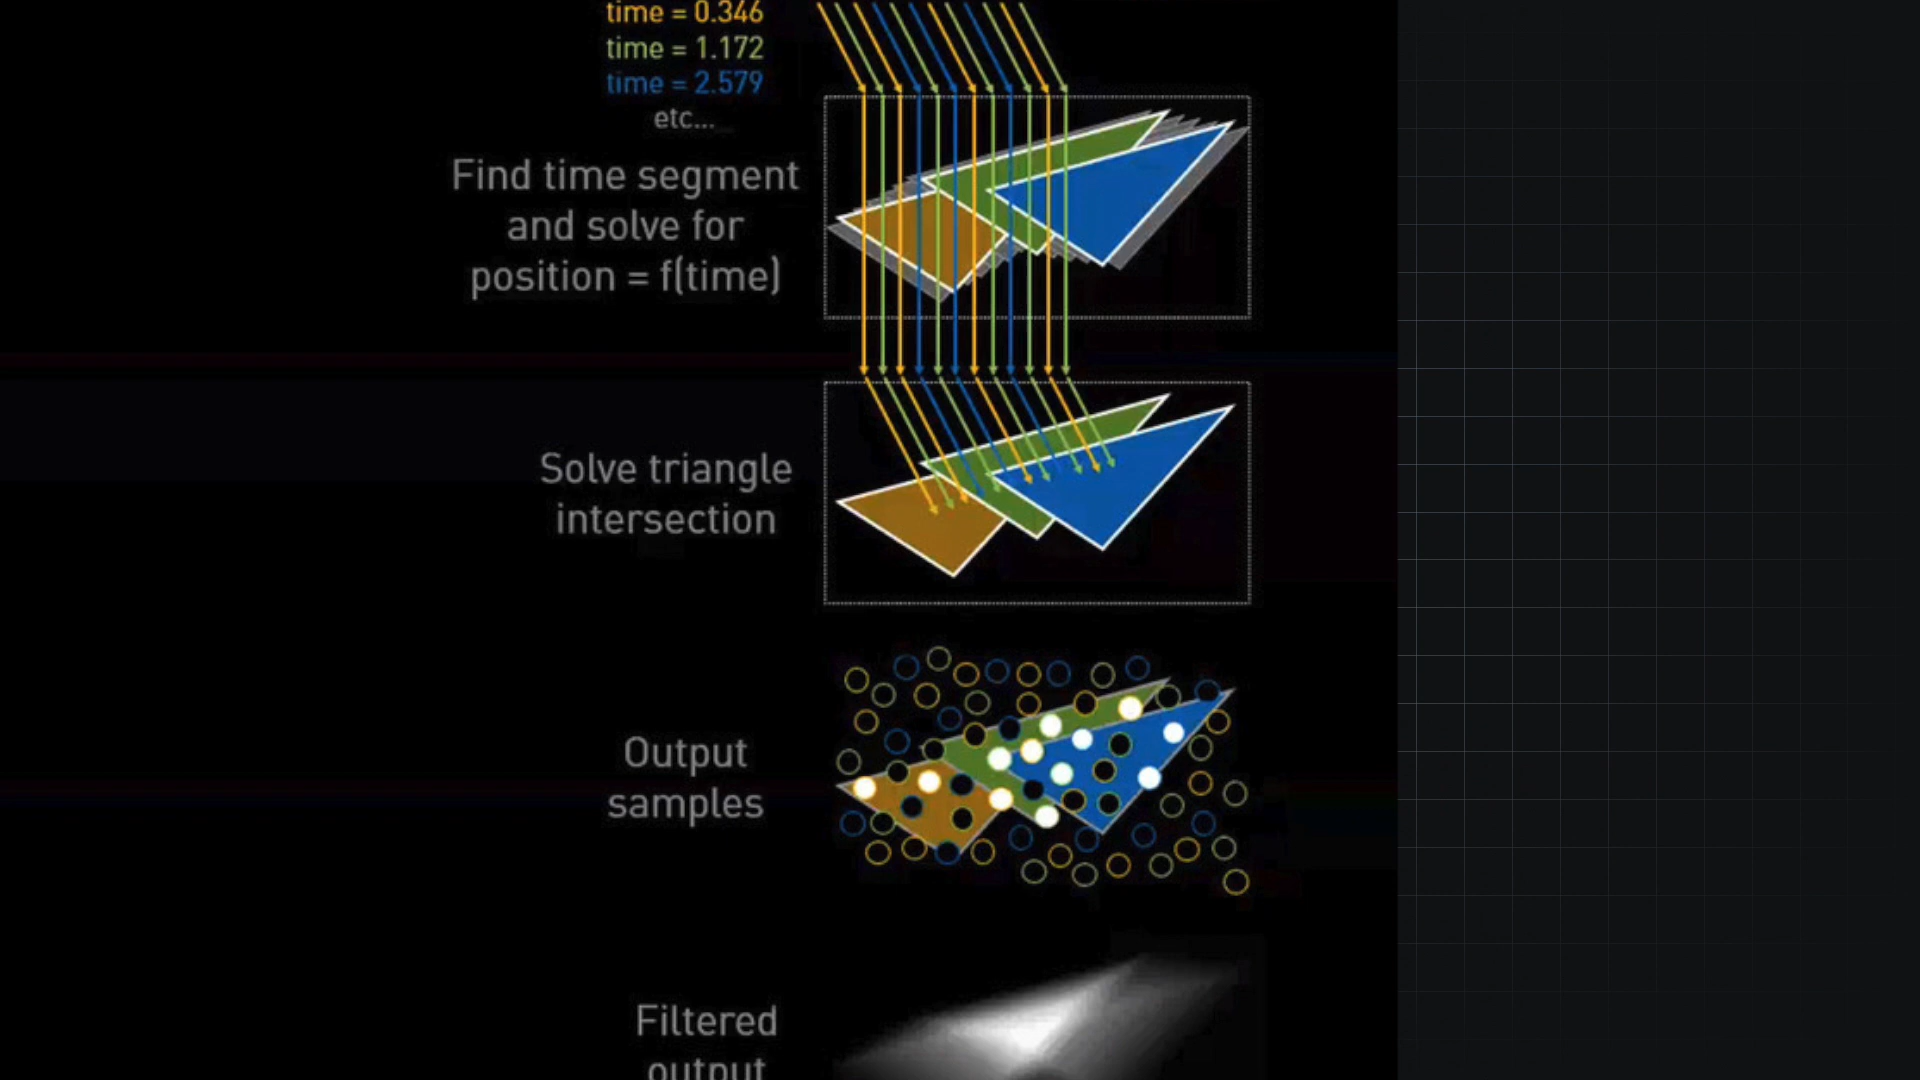 time = 0.346
time = 1.172
time = 2.579
etc...
Find time segment
and solve for
position = f(time)
Solve triangle
intersection
Output
samples
Filtered
output